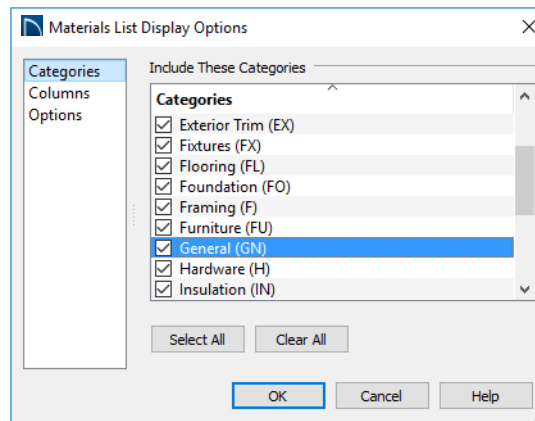 Materials List Display Options
Categories
Columns
Options
Include These Categories
Categories
Exterior Trim (EX)
Fixtures (FX)
Flooring (FL)
Foundation (FO)
Framing (F)
Furniture (FU)
General (GN)
Hardware (H)
Insulation (IN)
Select All Clear All
OK Cancel Help